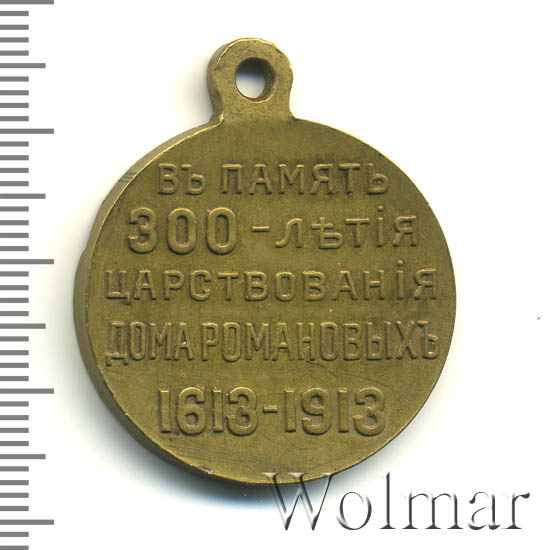 ВЪ ПАМЯТЬ
300-ЛѢТІЯ
ЦАРСТВОВАНІЯ
ДОМА РОМАНОВЫХЪ
1613-1913
Wolmar